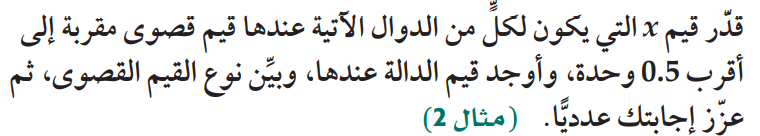 قدّر قيم x التي يكون لكلٍّ من الدوال الآتية عندها قيم قصوى مقربة إلى
أقرب 0.5 وحدة، وأوجد قيم الدالة عندها، وبيِّن نوع القيم القصوى، ثم
عزّز إجابتك عدديًّا. (مثال 2)